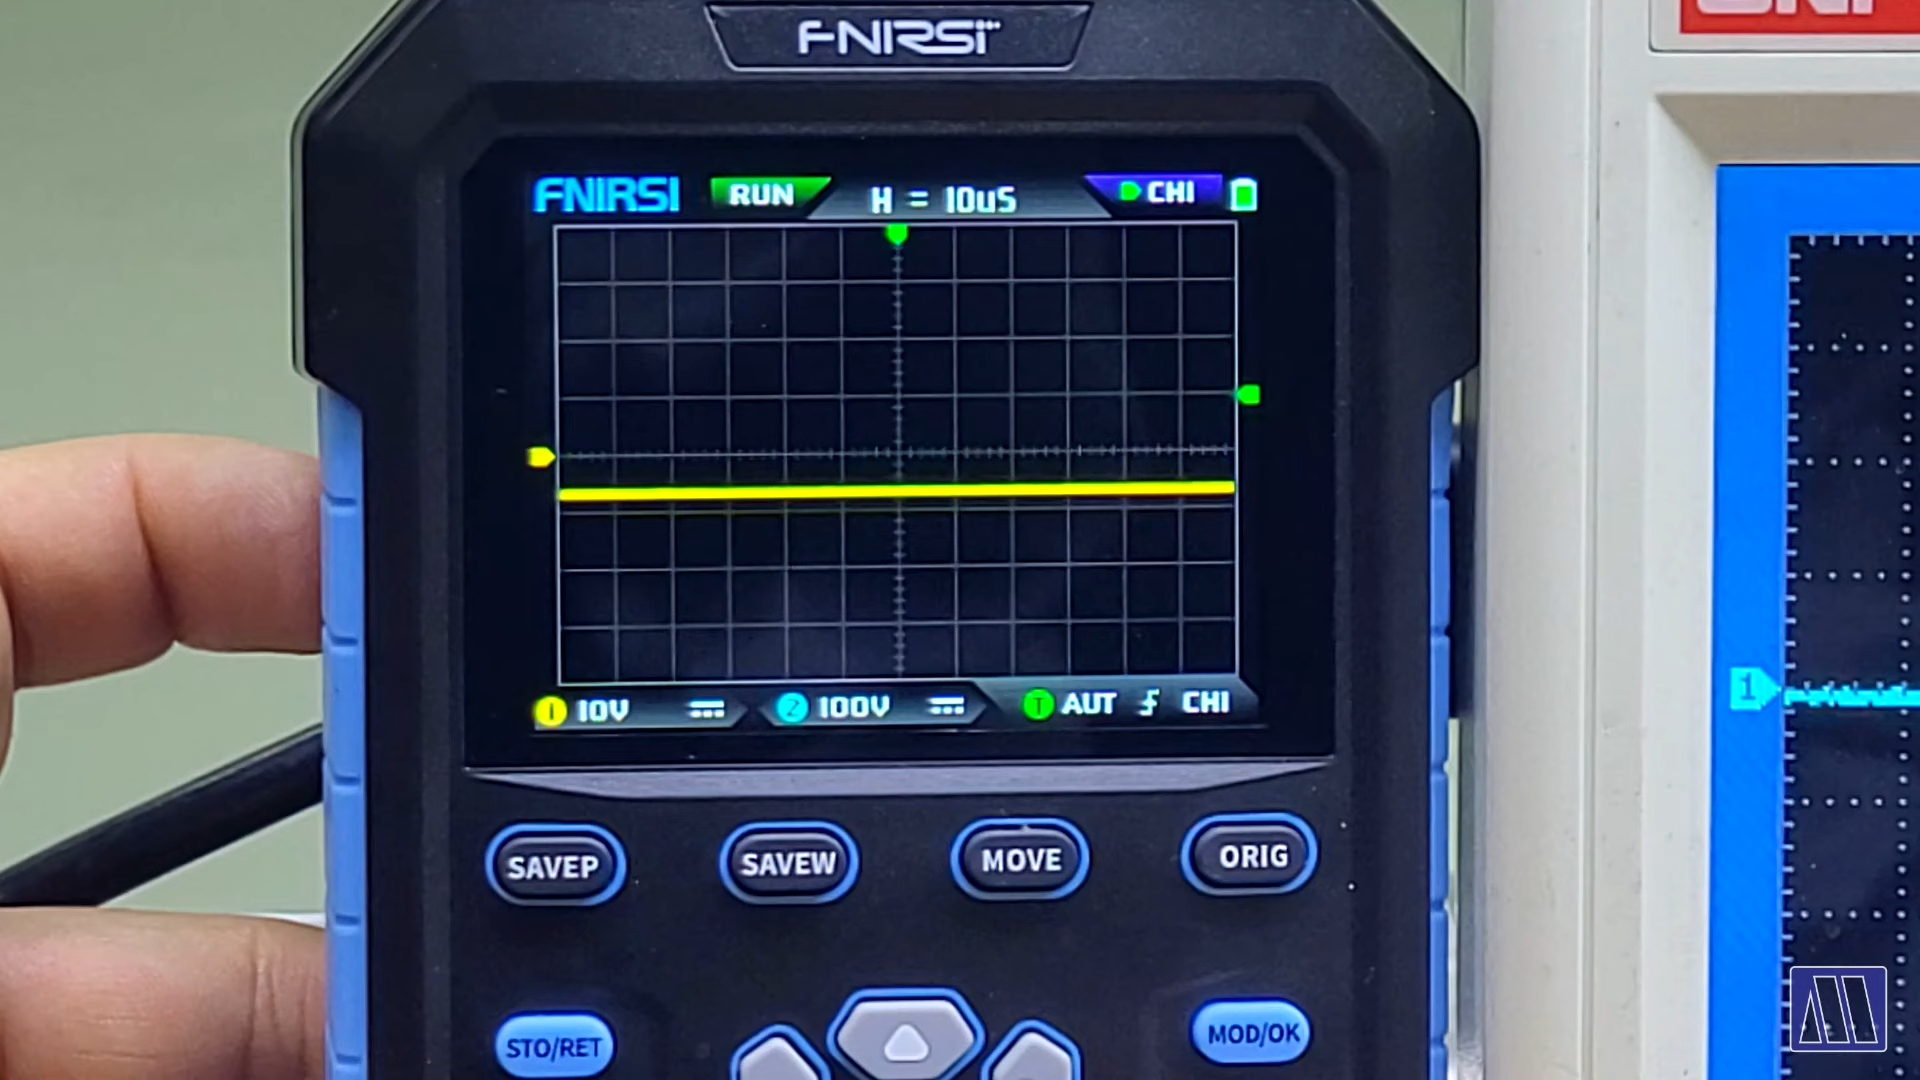 FNIRSI
FNIRSI RUN H = 10uS CH1
1 10V 2 100V T AUT CH1
SAVEP SAVEW MOVE ORIG
STO/RET MOD/OK
1